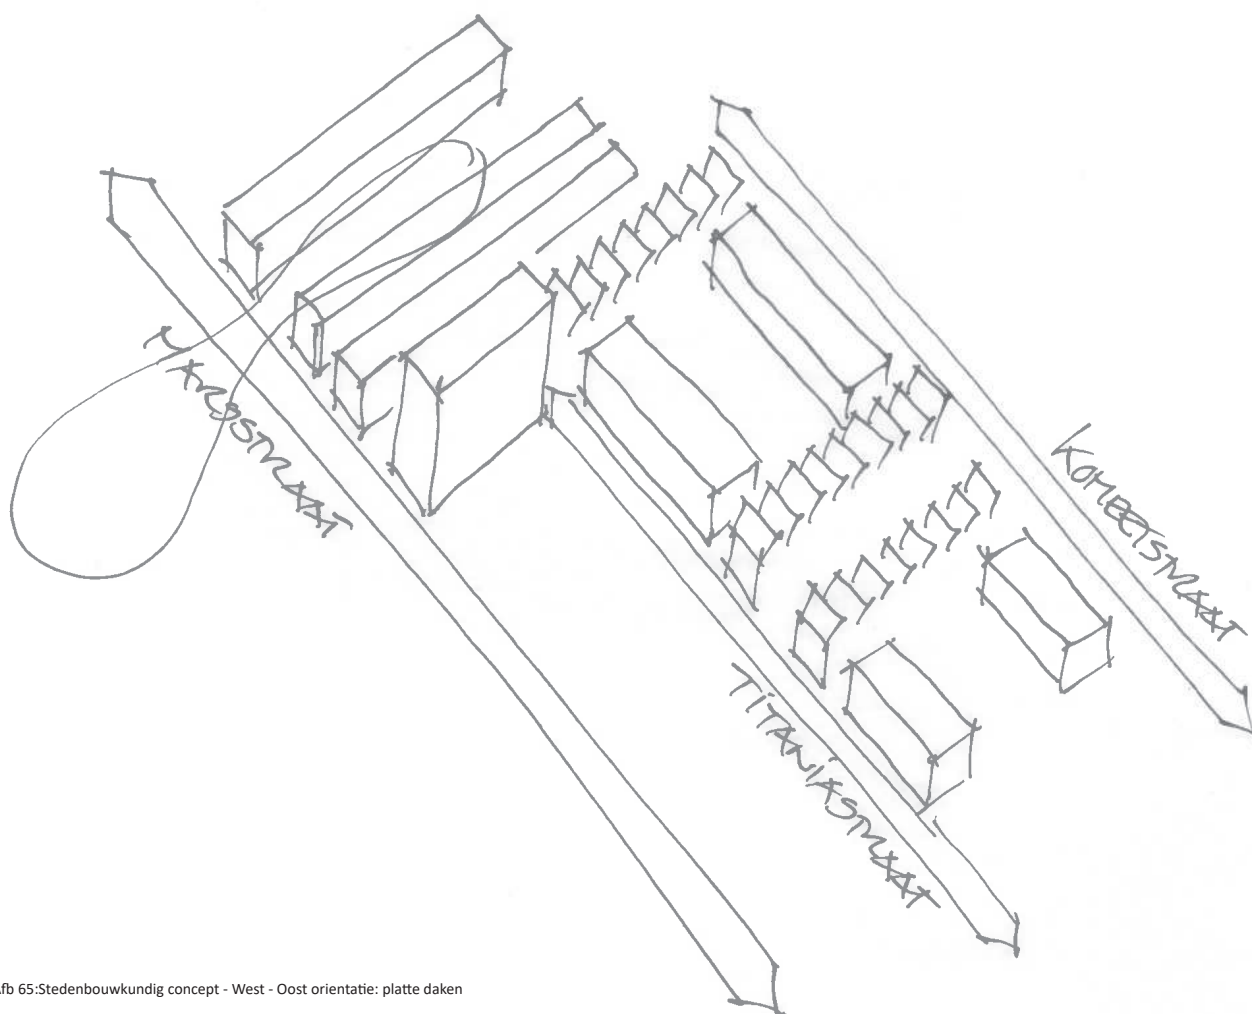 MARSSTRAAT
KOMEETSTRAAT
TITANIASTRAAT
fb 65:Stedenbouwkundig concept - West - Oost orientatie: platte daken